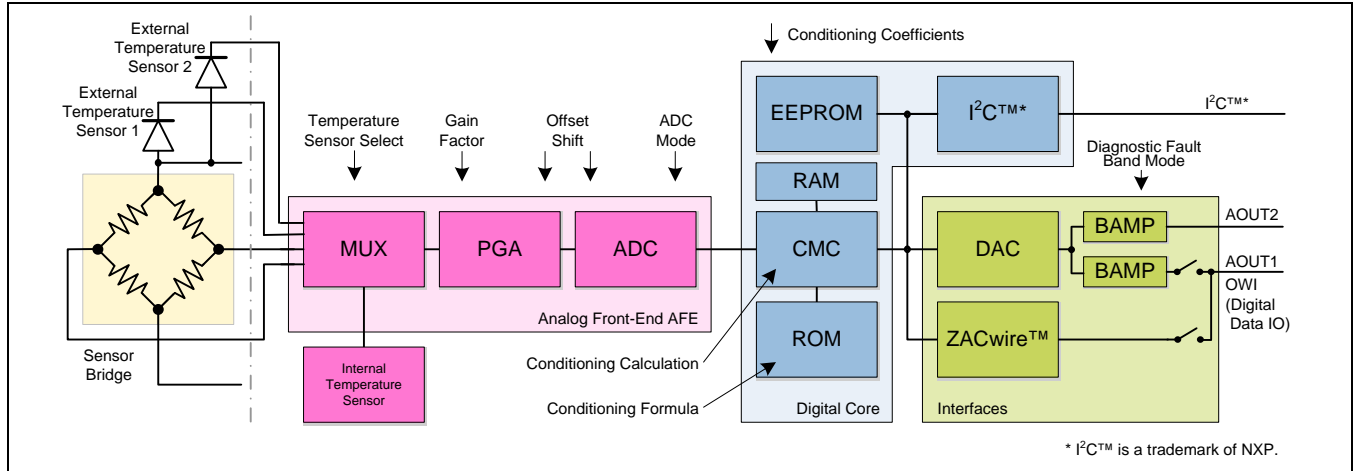 External
Temperature
Sensor 2
External
Temperature
Sensor 1
Sensor
Bridge
Temperature
Sensor Select
Gain
Factor
Offset
Shift
ADC
Mode
MUX
PGA
ADC
Analog Front-End AFE
Internal
Temperature
Sensor
Conditioning Coefficients
EEPROM
I²C™*
RAM
CMC
ROM
Digital Core
Conditioning Calculation
Conditioning Formula
I²C™*
Diagnostic Fault
Band Mode
DAC
BAMP
BAMP
ZACwire™
Interfaces
AOUT2
AOUT1
OWI
(Digital
Data IO)
* I²C™ is a trademark of NXP.